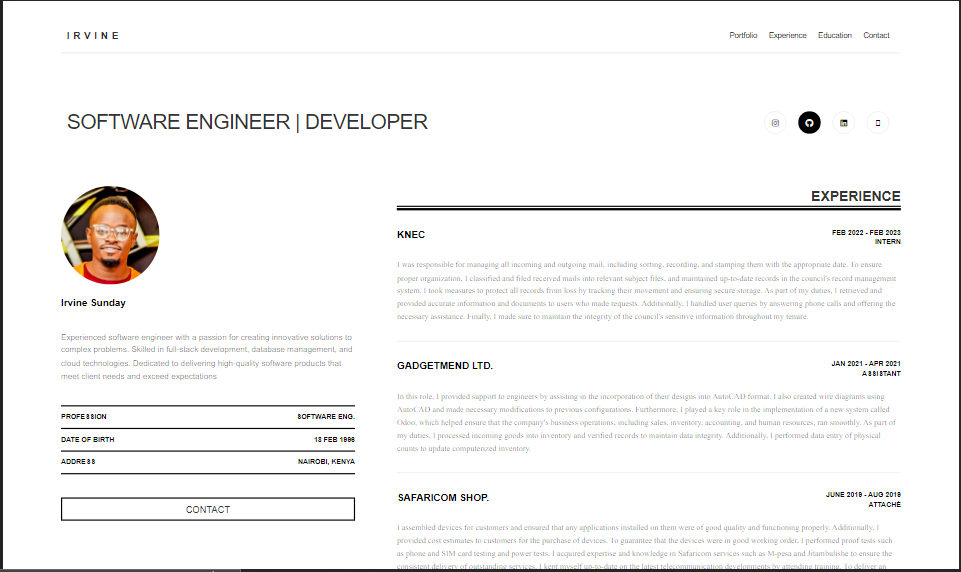 IRVINE
Portfolio Experience Education Contact
SOFTWARE ENGINEER | DEVELOPER
Irvine Sunday
Experienced software engineer with a passion for creating innovative solutions to
complex problems. Skilled in full-stack development, database management, and
cloud technologies. Dedicated to delivering high-quality software products that
meet client needs and exceed expectations
PROFESSION SOFTWARE ENG.
DATE OF BIRTH 13 FEB 1996
ADDRESS NAIROBI, KENYA
CONTACT
EXPERIENCE
KNEC
FEB 2022 - FEB 2023
INTERN
I was responsible for managing all incoming and outgoing mail, including sorting, recording, and stamping them with the appropriate date. To ensure
proper organization, I classified and filed received mails into relevant subject files, and maintained up-to-date records in the council's record management
system. I took measures to protect all records from loss by tracking their movement and ensuring secure storage. As part of my duties, I retrieved and
provided accurate information and documents to users who made requests. Additionally, I handled user queries by answering phone calls and offering the
necessary assistance. Finally, I made sure to maintain the integrity of the council's sensitive information throughout my tenure.
GADGETMEND LTD.
JAN 2021 - APR 2021
ASSISTANT
In this role, I provided support to engineers by assisting in the incorporation of their designs into AutoCAD format. I also created wire diagrams using
AutoCAD and made necessary modifications to previous configurations. Furthermore, I played a key role in the implementation of a new system called
Odoo, which helped ensure that the company's business operations, including sales, inventory, accounting, and human resources, ran smoothly. As part of
my duties, I processed incoming goods into inventory and verified records to maintain data integrity. Additionally, I performed data entry of physical
counts to update computerized inventory.
SAFARICOM SHOP.
JUNE 2019 - AUG 2019
ATTACHÉ
I assembled devices for customers and ensured that any applications installed on them were of good quality and functioning properly. Additionally, I
provided cost estimates to customers for the purchase of devices. To guarantee that the devices were in good working order, I performed proof tests such
as phone and SIM card testing and power tests. I acquired expertise and knowledge in Safaricom services such as M-pesa and Jitambulishe to ensure the
consistent delivery of outstanding services. I kept myself up-to-date on the latest telecommunication developments by attending training. To deliver an